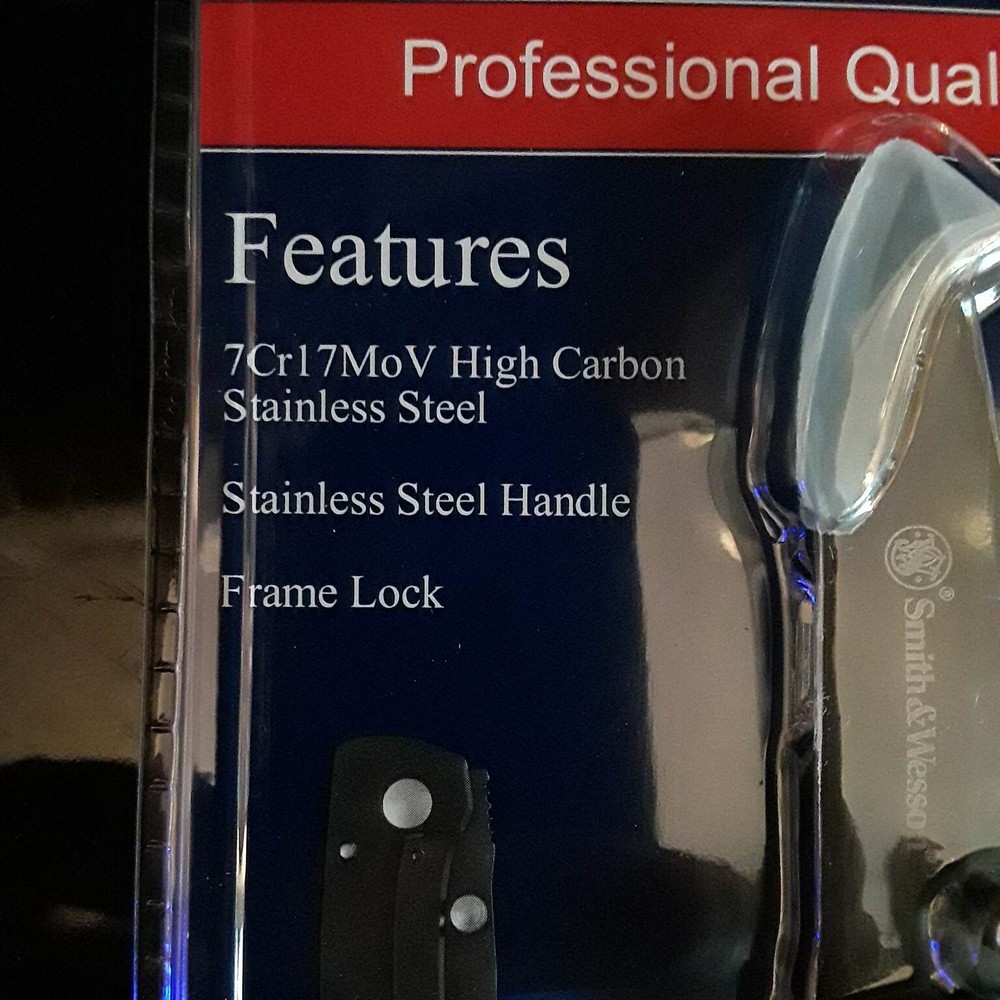 Professional Qual
Features
7Cr17MoV High Carbon
Stainless Steel
Stainless Steel Handle
Frame Lock
® Smith&Wesso